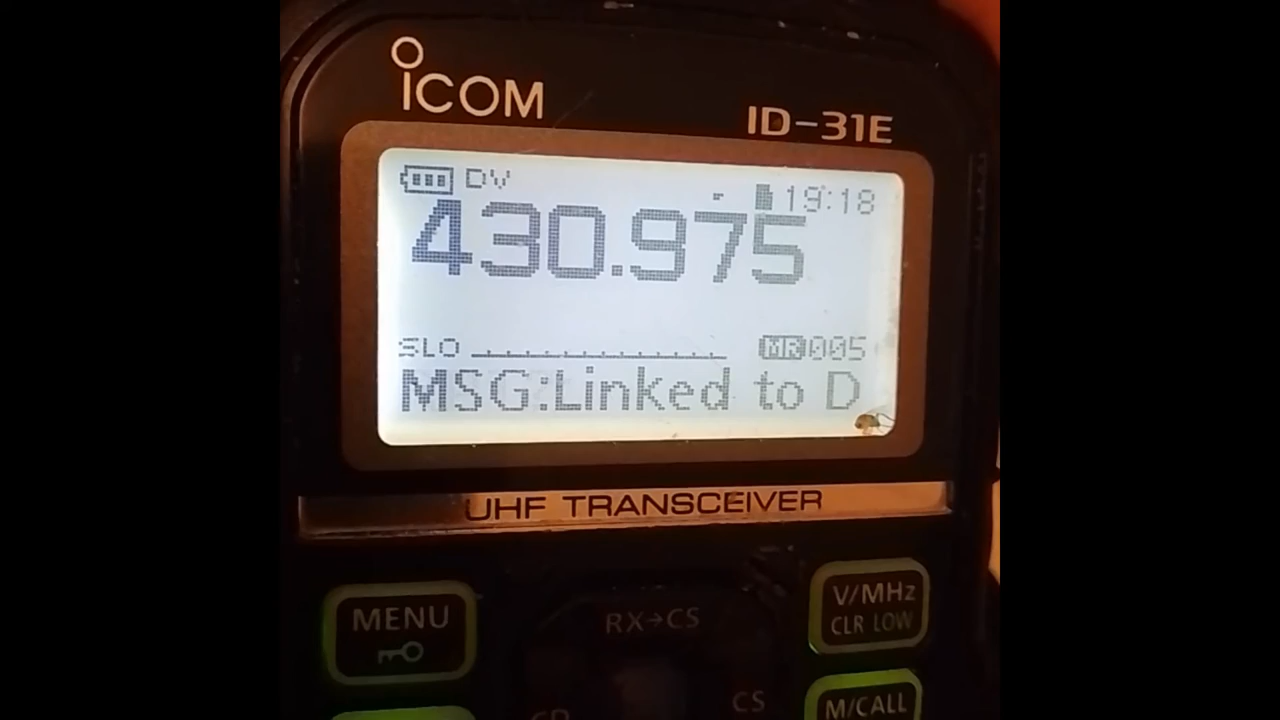 ICOM
ID-31E
DV 19:18
430.975
SLO MR 005
MSG:Linked to D
UHF TRANSCEIVER
MENU
V/MHz
CLR LOW
RX→CS
CD
CS
M/CALL